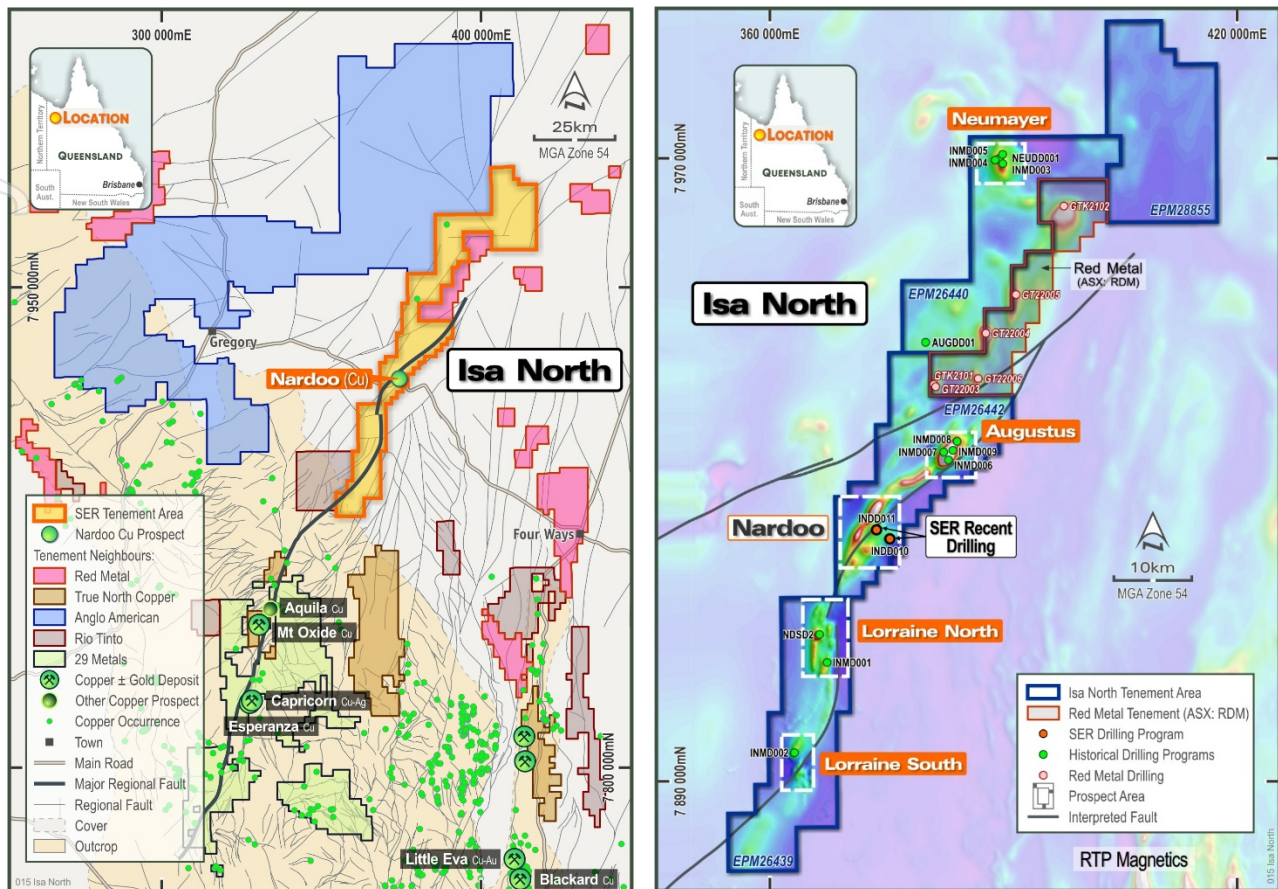 300 000mE
400 000mE
LOCATION
Northern Territory
QUEENSLAND
South
Aust.
Brisbane
New South Wales
25km
MGA Zone 54
7 950 000mN
Gregory
Nardoo (Cu)
Isa North
Four Ways
Aquila Cu
Mt Oxide Cu
Capricorn Cu-Ag
Esperanza Cu
7 800 000mN
Little Eva Cu-Au
Blackard Cu
SER Tenement Area
Nardoo Cu Prospect
Tenement Neighbours:
Red Metal
True North Copper
Anglo American
Rio Tinto
29 Metals
Copper ± Gold Deposit
Other Copper Prospect
Copper Occurrence
Town
Main Road
Major Regional Fault
Regional Fault
Cover
Outcrop
015 Isa North
360 000mE
420 000mE
LOCATION
Northern Territory
QUEENSLAND
South
Aust.
Brisbane
New South Wales
Neumayer
7 970 000mN
INMD005
INMD004
NEUDD001
INMD003
GTK2102
EPM28855
Red Metal
(ASX: RDM)
Isa North
EPM26440
GT22005
GT22004
AUGDD01
GTK2101
GT22006
GT22003
EPM26442
Augustus
INMD008
INMD007
INMD009
INMD006
Nardoo
INDD011
INDD010
SER Recent
Drilling
10km
MGA Zone 54
Lorraine North
NDSD2
INMD001
INMD002
Lorraine South
7 890 000mN
EPM26439
Isa North Tenement Area
Red Metal Tenement (ASX: RDM)
SER Drilling Program
Historical Drilling Programs
Red Metal Drilling
Prospect Area
Interpreted Fault
RTP Magnetics
015 Isa North